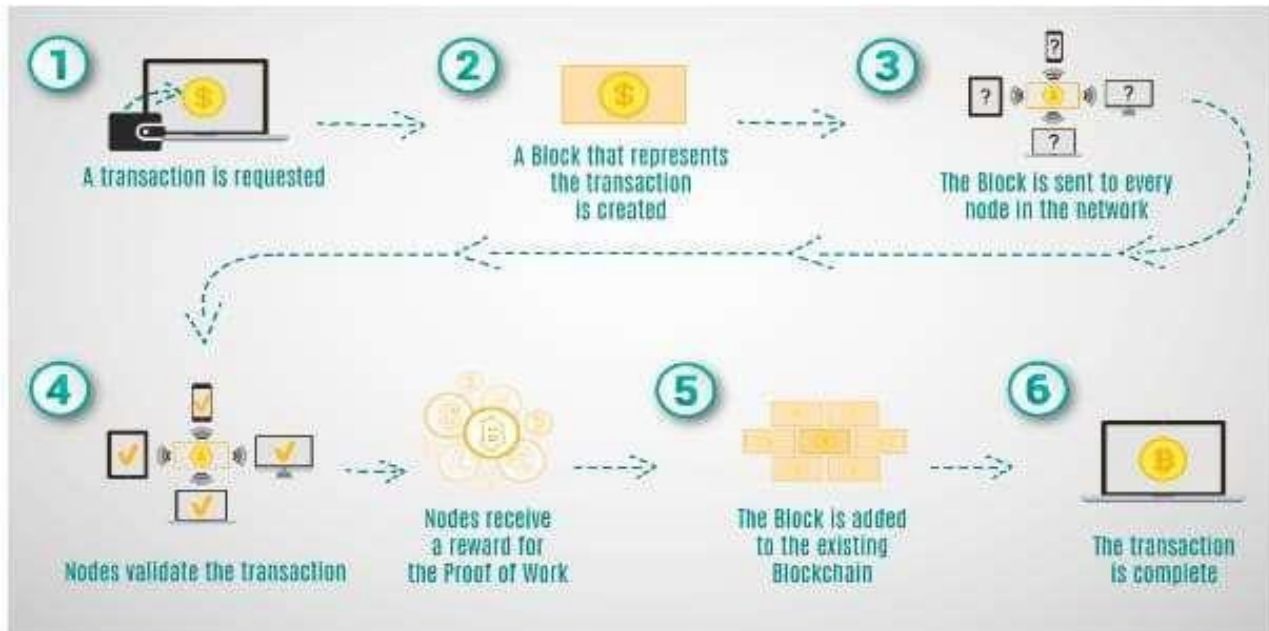 1
A transaction is requested
2
A Block that represents
the transaction
is created
3
The Block is sent to every
node in the network
4
Nodes validate the transaction
Nodes receive
a reward for
the Proof of Work
5
The Block is added
to the existing
Blockchain
6
The transaction
is complete